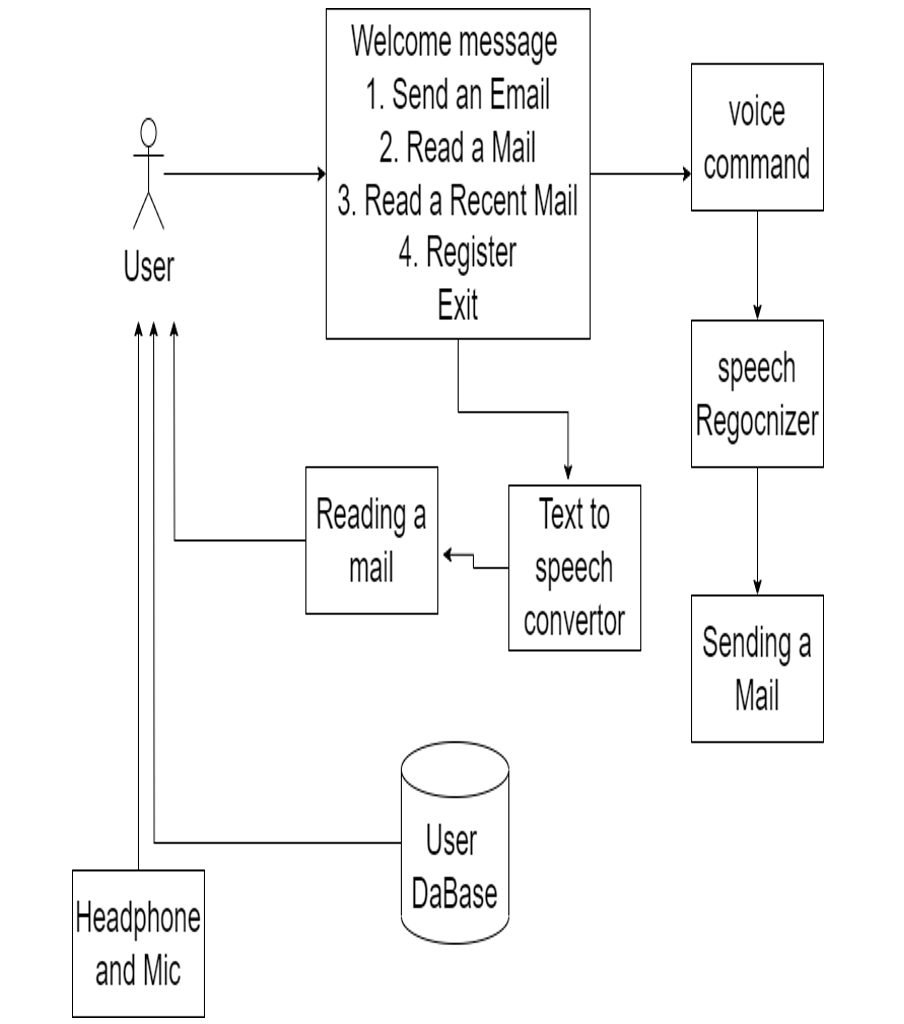 Welcome message
1. Send an Email
2. Read a Mail
3. Read a Recent Mail
4. Register
Exit
voice
command
User
speech
Regocnizer
Reading a
mail
Text to
speech
convertor
Sending a
Mail
User
DaBase
Headphone
and Mic